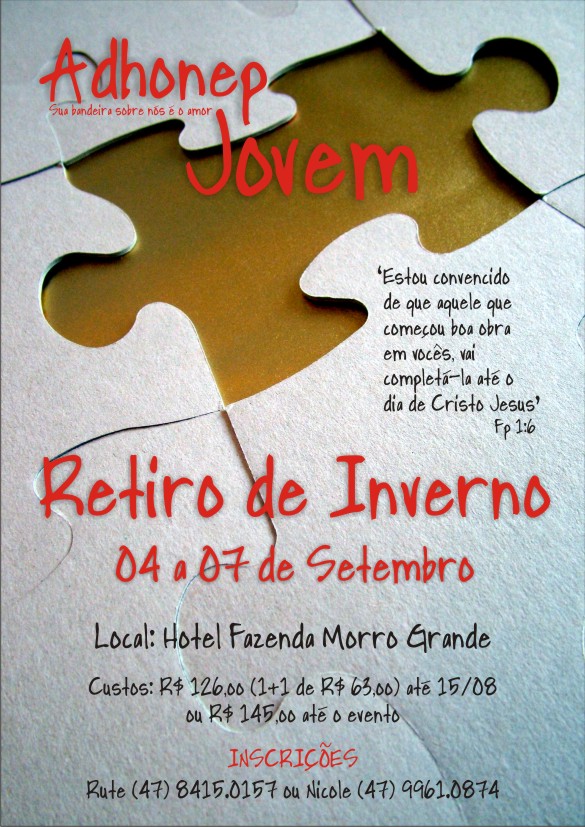 Adhonep
Sua bandeira sobre nós é o amor
Jovem
'Estou convencido
de que aquele que
começou boa obra
em vocês, vai
completá-la até o
dia de Cristo Jesus'
Fp 1:6
Retiro de Inverno
04 a 07 de Setembro
Local: Hotel Fazenda Morro Grande
Custos: R$ 126,00 (1+1 de R$ 63,00) até 15/08
ou R$ 145,00 até o evento
INSCRIÇÕES
Rute (47) 8415.0157 ou Nicole (47) 9961.0874